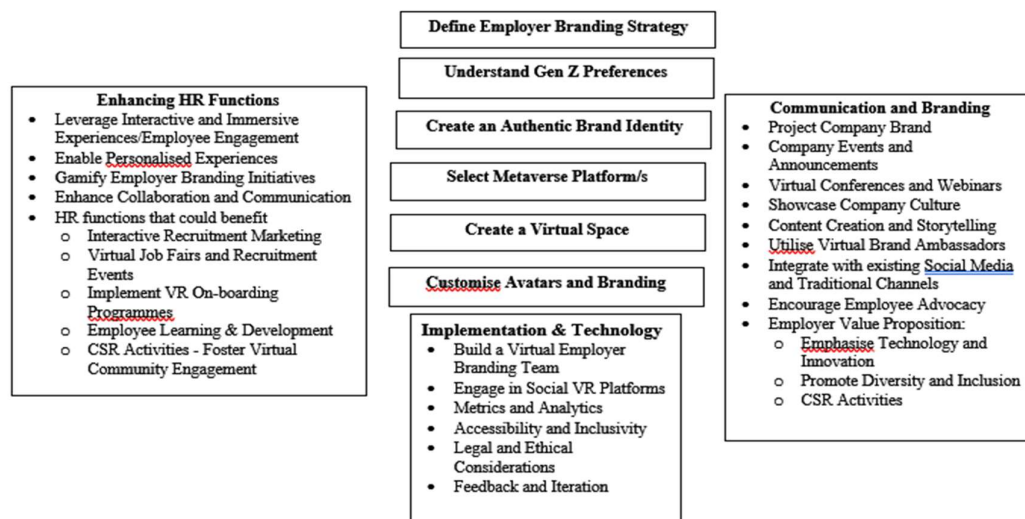 Define Employer Branding Strategy
Understand Gen Z Preferences
Create an Authentic Brand Identity
Select Metaverse Platform/s
Create a Virtual Space
Customise Avatars and Branding
Enhancing HR Functions
• Leverage Interactive and Immersive
Experiences/Employee Engagement
• Enable Personalised Experiences
• Gamify Employer Branding Initiatives
• Enhance Collaboration and Communication
• HR functions that could benefit
o Interactive Recruitment Marketing
o Virtual Job Fairs and Recruitment
Events
o Implement VR On-boarding
Programmes
o Employee Learning & Development
o CSR Activities - Foster Virtual
Community Engagement
Implementation & Technology
• Build a Virtual Employer
Branding Team
• Engage in Social VR Platforms
• Metrics and Analytics
• Accessibility and Inclusivity
• Legal and Ethical
Considerations
• Feedback and Iteration
Communication and Branding
• Project Company Brand
• Company Events and
Announcements
• Virtual Conferences and Webinars
• Showcase Company Culture
• Content Creation and Storytelling
• Utilise Virtual Brand Ambassadors
• Integrate with existing Social Media
and Traditional Channels
• Encourage Employee Advocacy
• Employer Value Proposition:
o Emphasise Technology and
Innovation
o Promote Diversity and Inclusion
o CSR Activities